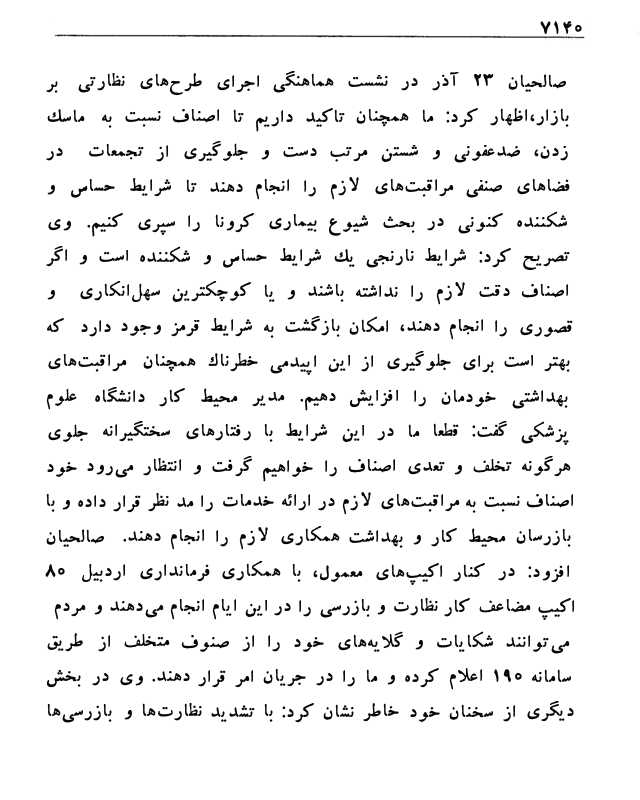 ۷۱۴۰
صالحیان ۲۳ آذر در نشست هماهنگی اجرای طرح‌های نظارتی بر
بازار،اظهار کرد: ما همچنان تاکید داریم تا اصناف نسبت به ماسك
زدن، ضدعفونی و شستن مرتب دست و جلوگیری از تجمعات در
فضاهای صنفی مراقبت‌های لازم را انجام دهند تا شرایط حساس و
شکننده کنونی در بحث شیوع بیماری کرونا را سپری کنیم. وی
تصریح کرد: شرایط نارنجی یك شرایط حساس و شکننده است و اگر
اصناف دقت لازم را نداشته باشند و یا کوچکترین سهل‌انکاری و
قصوری را انجام دهند، امکان بازگشت به شرایط قرمز وجود دارد که
بهتر است برای جلوگیری از این اپیدمی خطرناك همچنان مراقبت‌های
بهداشتی خودمان را افزایش دهیم. مدیر محیط کار دانشگاه علوم
پزشکی گفت: قطعا ما در این شرایط با رفتارهای سختگیرانه جلوی
هرگونه تخلف و تعدی اصناف را خواهیم گرفت و انتظار می‌رود خود
اصناف نسبت به مراقبت‌های لازم در ارائه خدمات را مد نظر قرار داده و با
بازرسان محیط کار و بهداشت همکاری لازم را انجام دهند. صالحیان
افزود: در کنار اکیپ‌های معمول، با همکاری فرمانداری اردبیل ۸۵
اکیپ مضاعف کار نظارت و بازرسی را در این ایام انجام می‌دهند و مردم
می‌توانند شکایات و گلایه‌های خود را از صنوف متخلف از طریق
سامانه ۱۹۰ اعلام کرده و ما را در جریان امر قرار دهند. وی در بخش
دیگری از سخنان خود خاطر نشان کرد: با تشدید نظارت‌ها و بازرسی‌ها